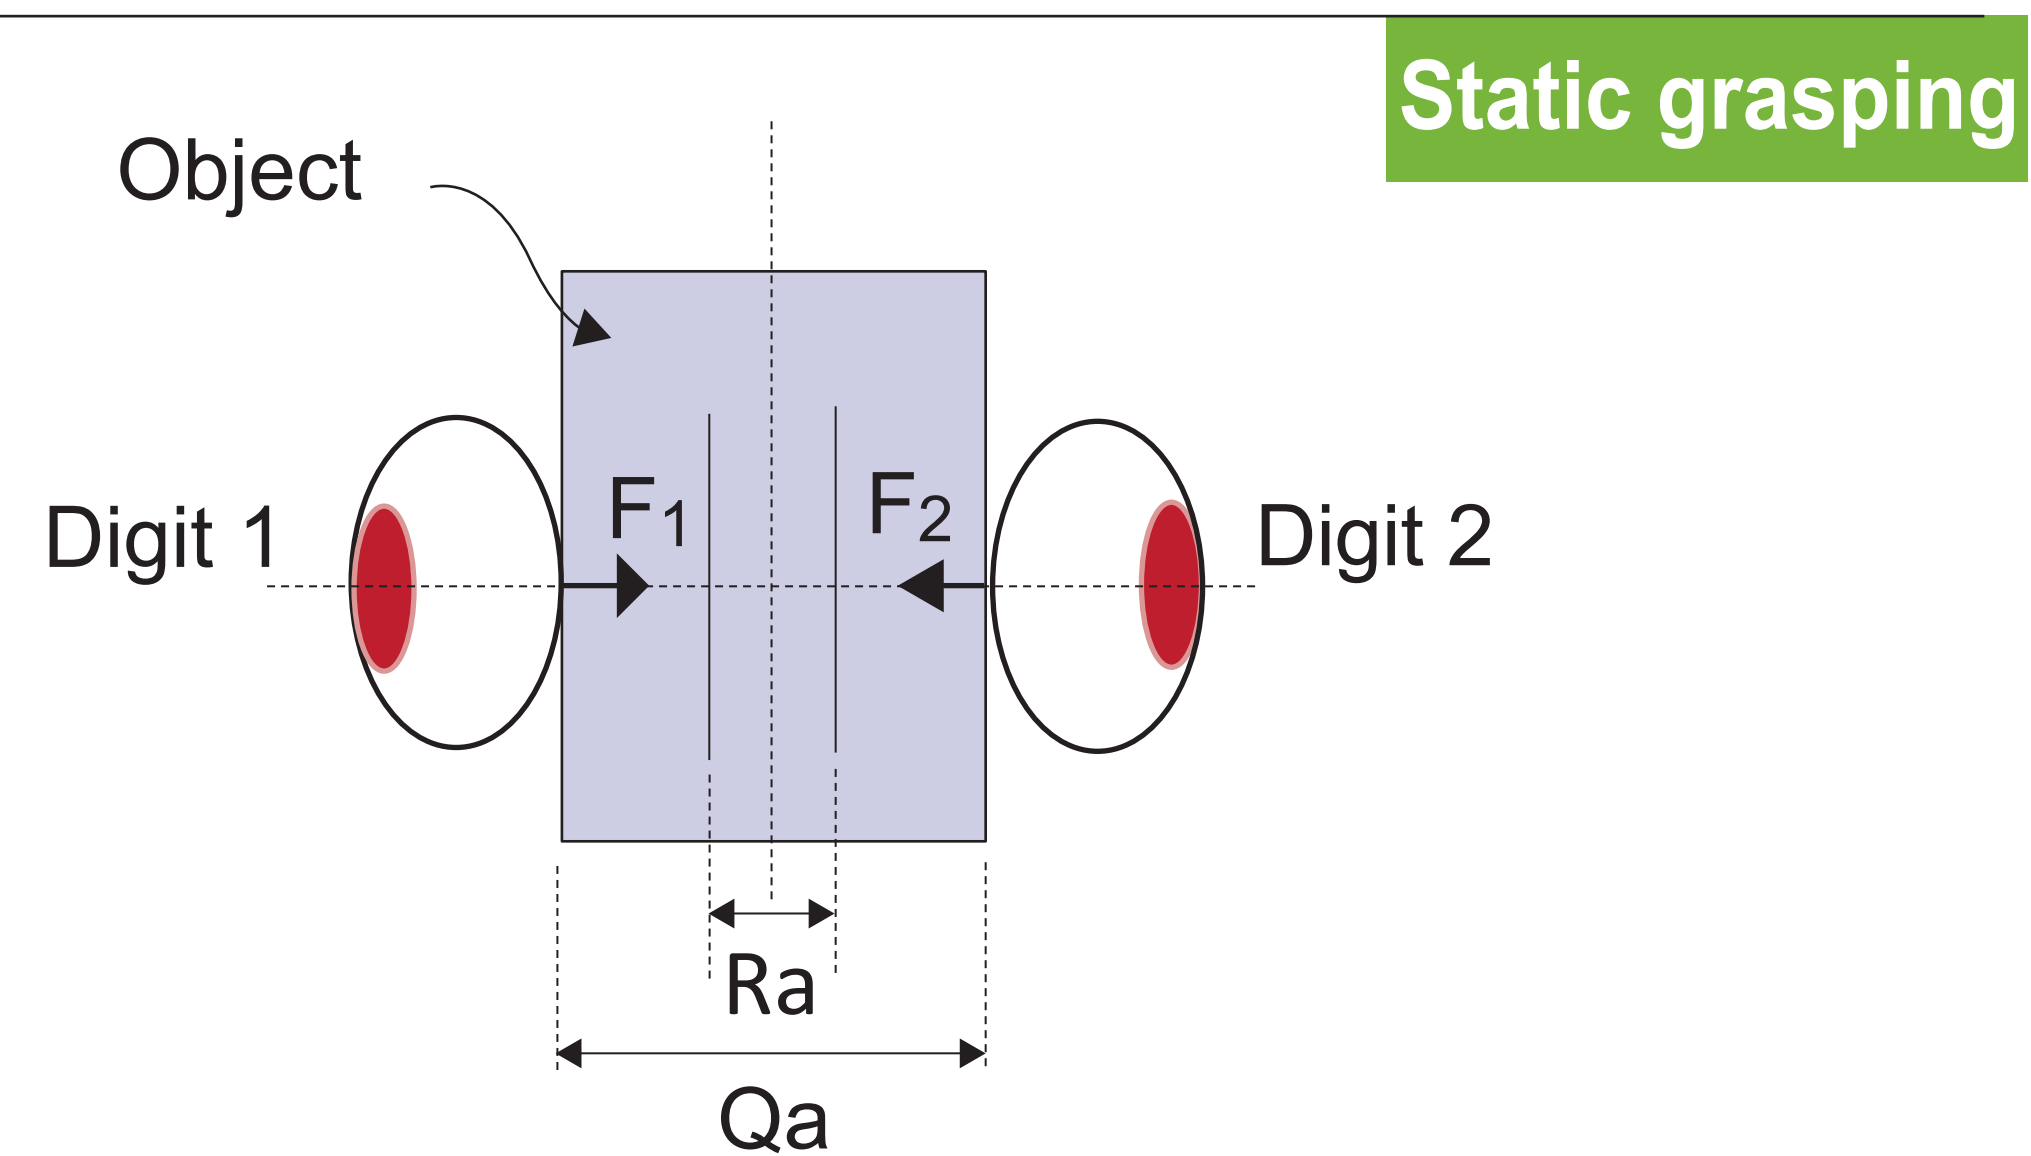 Static grasping
Object
F1
F2
Digit 1
Digit 2
Ra
Qa